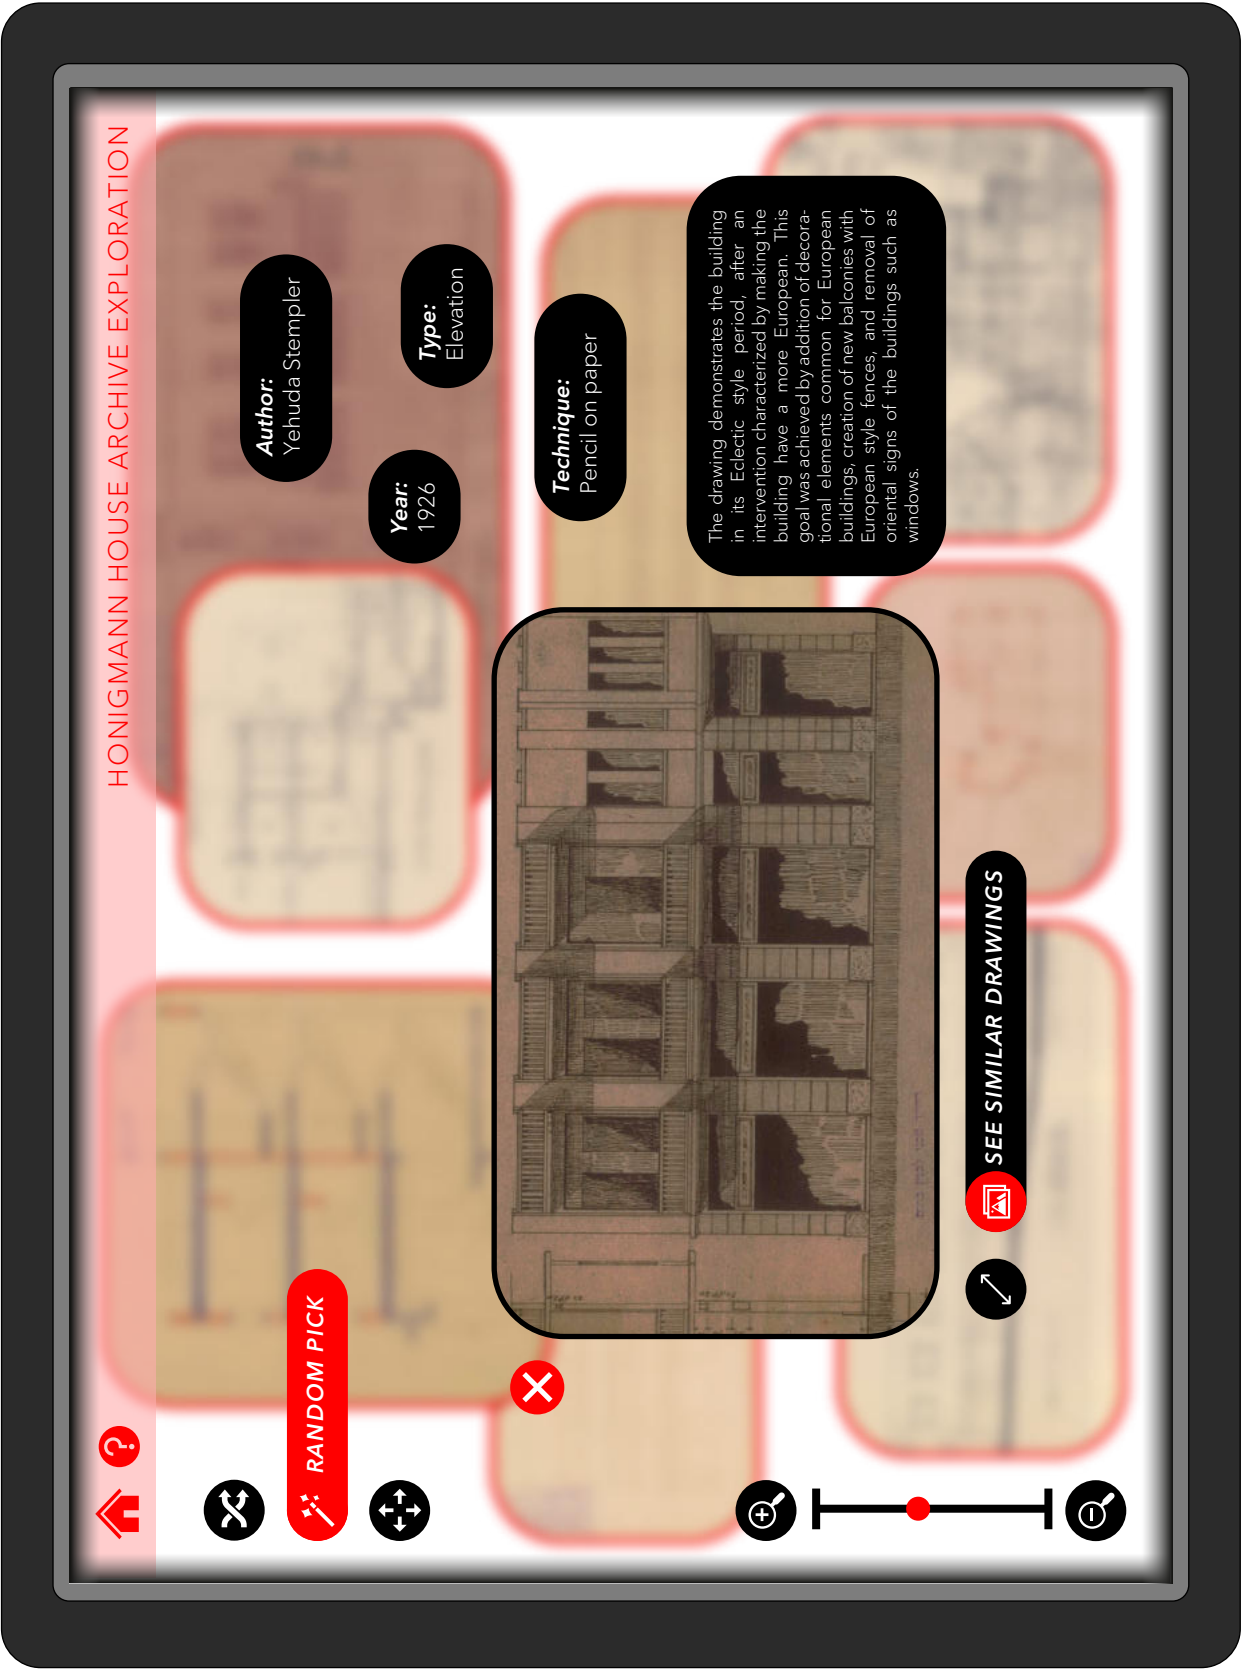 HONIGMANN HOUSE ARCHIVE EXPLORATION
?
RANDOM PICK
Author:
Yehuda Stempler
Year:
1926
Type:
Elevation
Technique:
Pencil on paper
The drawing demonstrates the building
in its Eclectic style period, after an
intervention characterized by making the
building have a more European. This
goal was achieved by addition of decora-
tional elements common for European
buildings, creation of new balconies with
European style fences, and removal of
oriental signs of the buildings such as
windows.
SEE SIMILAR DRAWINGS